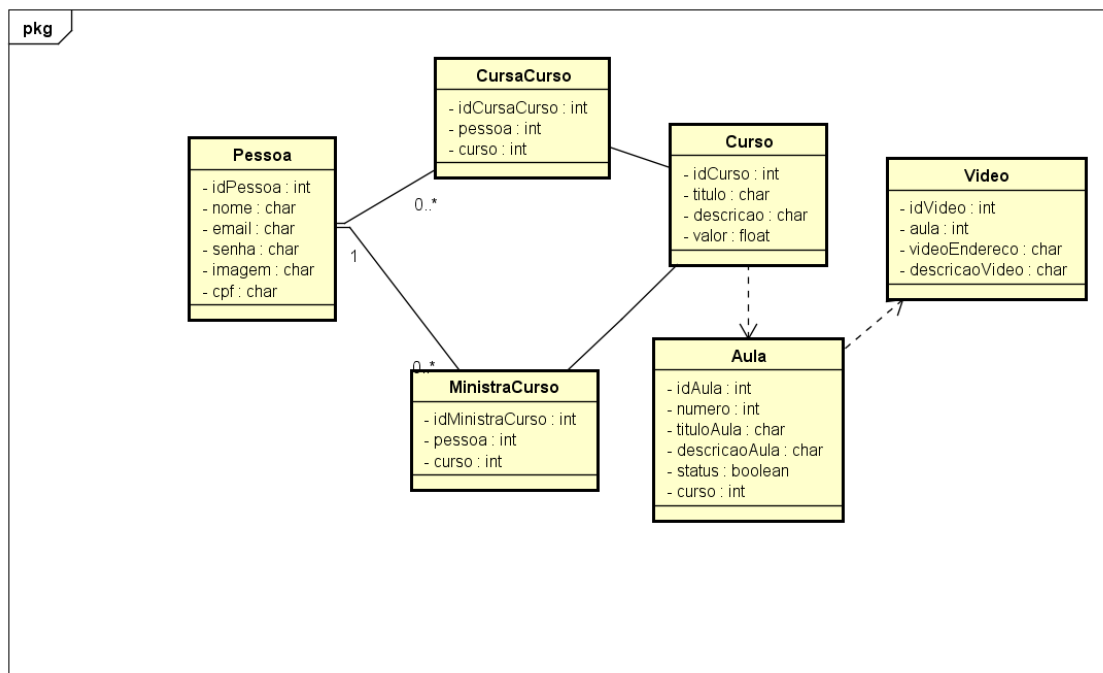 pkg
CursaCurso
- idCursaCurso : int
- pessoa : int
- curso : int
Pessoa
- idPessoa : int
- nome : char
- email : char
- senha : char
- imagem : char
- cpf : char
Curso
- idCurso : int
- titulo : char
- descricao : char
- valor : float
Video
- idVideo : int
- aula : int
- videoEndereco : char
- descricaoVideo : char
0..*
1
0..*
MinistraCurso
- idMinistraCurso : int
- pessoa : int
- curso : int
Aula
- idAula : int
- numero : int
- tituloAula : char
- descricaoAula : char
- status : boolean
- curso : int